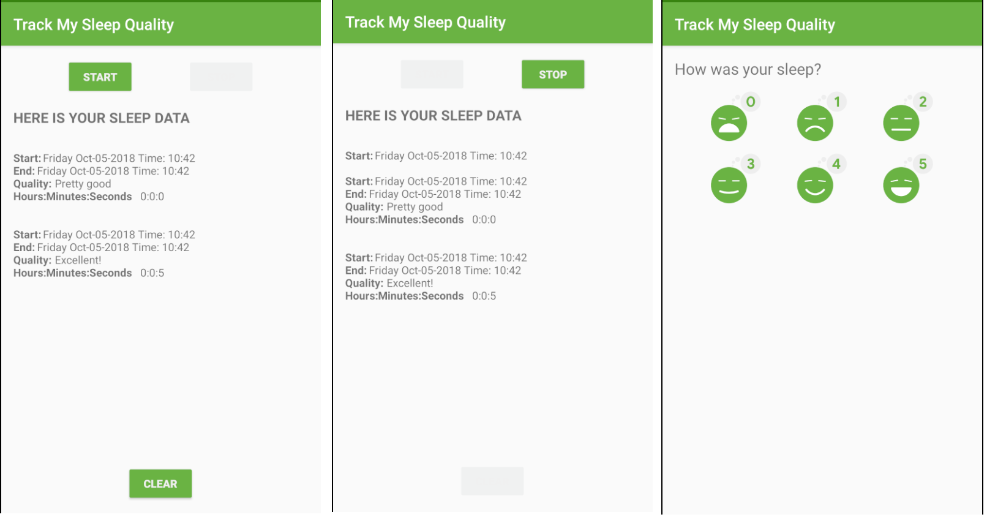 Track My Sleep Quality
START
HERE IS YOUR SLEEP DATA
Start: Friday Oct-05-2018 Time: 10:42
End: Friday Oct-05-2018 Time: 10:42
Quality: Pretty good
Hours:Minutes:Seconds 0:0:0
Start: Friday Oct-05-2018 Time: 10:42
End: Friday Oct-05-2018 Time: 10:42
Quality: Excellent!
Hours:Minutes:Seconds 0:0:5
CLEAR
Track My Sleep Quality
STOP
HERE IS YOUR SLEEP DATA
Start: Friday Oct-05-2018 Time: 10:42
Start: Friday Oct-05-2018 Time: 10:42
End: Friday Oct-05-2018 Time: 10:42
Quality: Pretty good
Hours:Minutes:Seconds 0:0:0
Start: Friday Oct-05-2018 Time: 10:42
End: Friday Oct-05-2018 Time: 10:42
Quality: Excellent!
Hours:Minutes:Seconds 0:0:5
Track My Sleep Quality
How was your sleep?
0 1 2
3 4 5